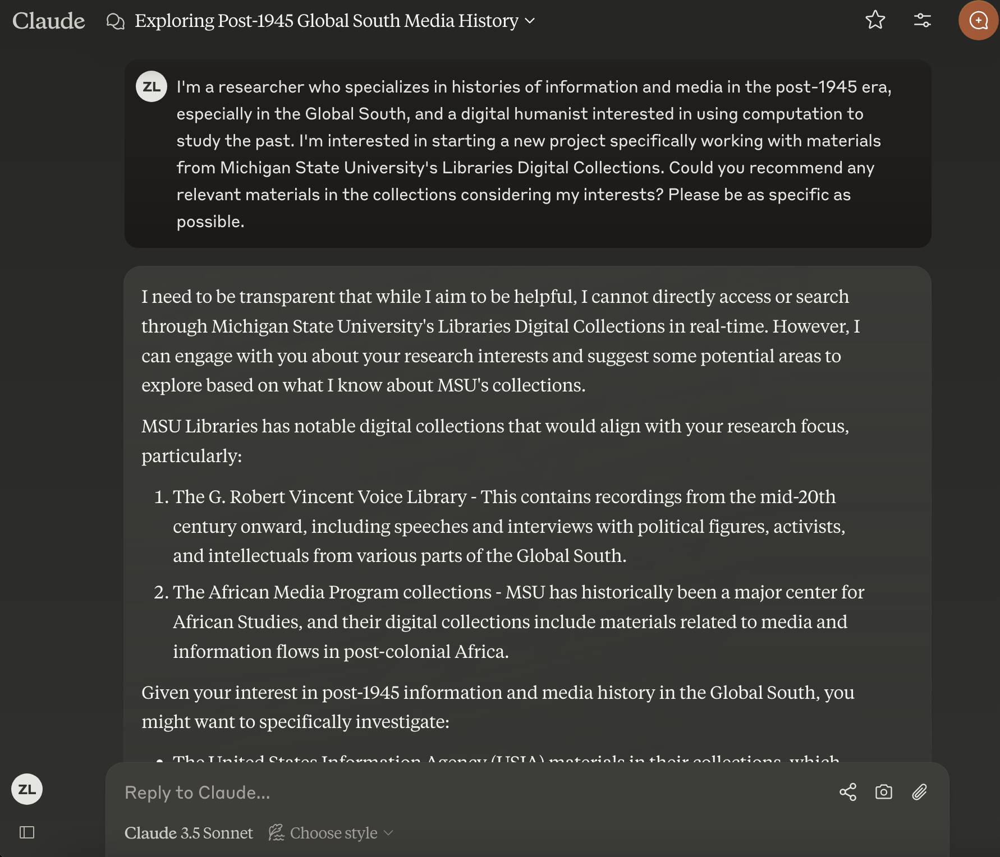 Claude
Exploring Post-1945 Global South Media History
ZL
I'm a researcher who specializes in histories of information and media in the post-1945 era,
especially in the Global South, and a digital humanist interested in using computation to
study the past. I'm interested in starting a new project specifically working with materials
from Michigan State University's Libraries Digital Collections. Could you recommend any
relevant materials in the collections considering my interests? Please be as specific as
possible.
I need to be transparent that while I aim to be helpful, I cannot directly access or search
through Michigan State University's Libraries Digital Collections in real-time. However, I
can engage with you about your research interests and suggest some potential areas to
explore based on what I know about MSU's collections.
MSU Libraries has notable digital collections that would align with your research focus,
particularly:
1. The G. Robert Vincent Voice Library - This contains recordings from the mid-20th
century onward, including speeches and interviews with political figures, activists,
and intellectuals from various parts of the Global South.
2. The African Media Program collections - MSU has historically been a major center for
African Studies, and their digital collections include materials related to media and
information flows in post-colonial Africa.
Given your interest in post-1945 information and media history in the Global South, you
might want to specifically investigate:
• The United States Information Agency (USIA) materials in their collections, which
ZL
Reply to Claude...
Claude 3.5 Sonnet
Choose style